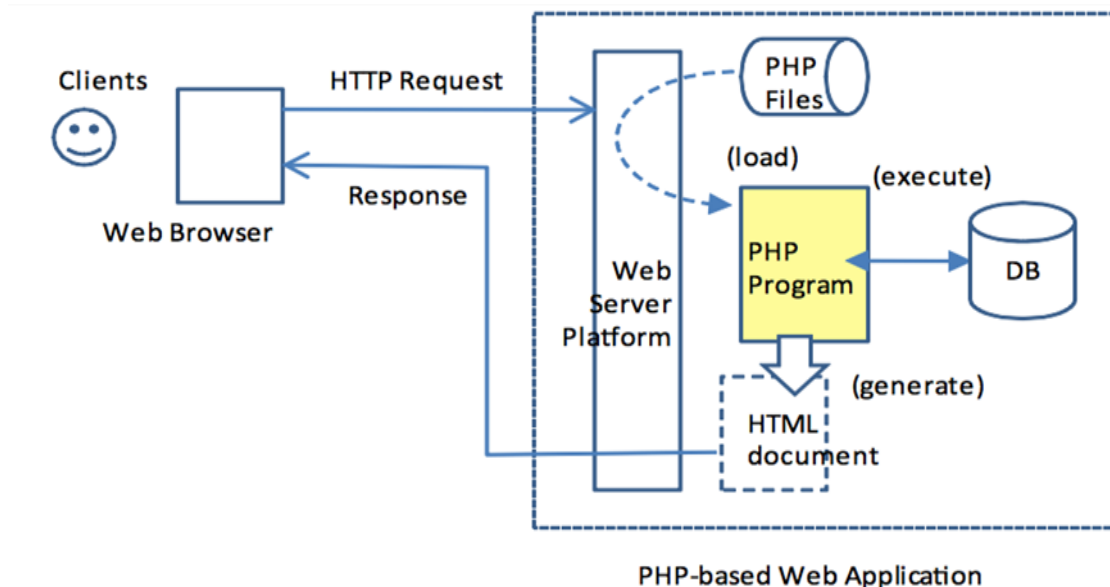 Clients
HTTP Request
Response
Web Browser
PHP
Files
(load)
(execute)
Web
Server
Platform
PHP
Program
DB
(generate)
HTML
document
PHP-based Web Application